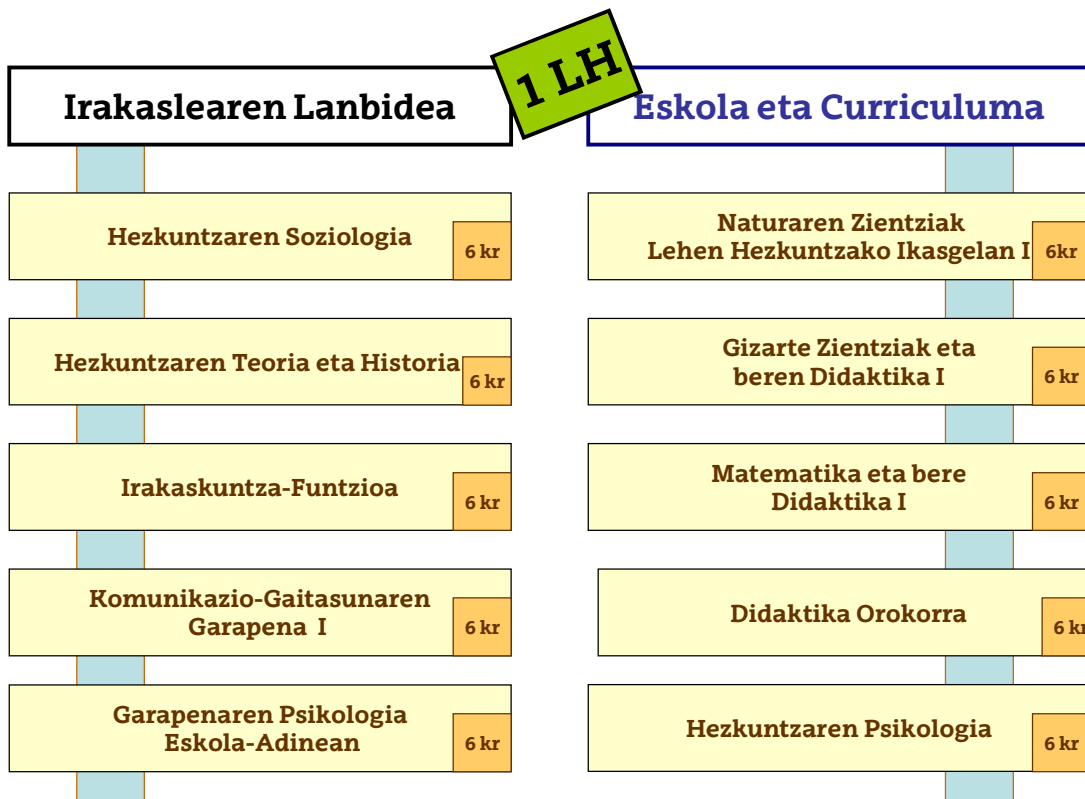 1 LH
Irakaslearen Lanbidea
Hezkuntzaren Soziologia
6 kr
Hezkuntzaren Teoria eta Historia
6 kr
Irakaskuntza-Funtzioa
6 kr
Komunikazio-Gaitasunaren
Garapena I
6 kr
Garapenaren Psikologia
Eskola-Adinean
6 kr
Eskola eta Curriculuma
Naturaren Zientziak
Lehen Hezkuntzako Ikasgelan I
6kr
Gizarte Zientziak eta
beren Didaktika I
6 kr
Matematika eta bere
Didaktika I
6 kr
Didaktika Orokorra
6 kr
Hezkuntzaren Psikologia
6 kr